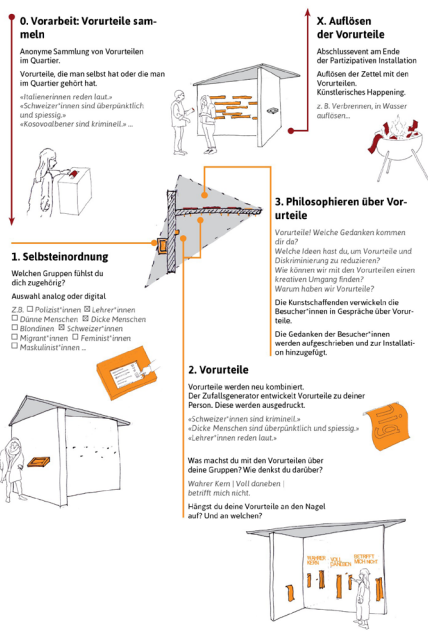 0. Vorarbeit: Vorurteile sam-
meln
Anonyme Sammlung von Vorurteilen
im Quartier.
Vorurteile, die man selbst hat oder die man
im Quartier gehört hat.
«Italienerinnen reden laut.»
«Schweizer*innen sind überpünktlich
und spiessig.»
«Kosovoalbener sind kriminell.» ...
X. Auflösen
der Vorurteile
Abschlussevent am Ende
der Partizipativen Installation
Auflösen der Zettel mit den
Vorurteilen.
Künstlerisches Happening.
z. B. Verbrennen, in Wasser
auflösen...
1. Selbsteinordnung
Welchen Gruppen fühlst du
dich zugehörig?
Auswahl analog oder digital
Z.B. ☐ Polizist*innen ☒ Lehrer*innen
☐ Dünne Menschen ☒ Dicke Menschen
☐ Blondinen ☒ Schweizer*innen
☐ Migrant*innen ☐ Feminist*innen
☐ Maskulinist*innen ...
3. Philosophieren über Vor-
urteile
Vorurteile! Welche Gedanken kommen
dir da?
Welche Ideen hast du, um Vorurteile und
Diskriminierung zu reduzieren?
Wie können wir mit den Vorurteilen einen
kreativen Umgang finden?
Warum haben wir Vorurteile?
Die Kunstschaffenden verwickeln die
Besucher*innen in Gespräche über Vorur-
teile.
Die Gedanken der Besucher*innen
werden aufgeschrieben und zur Installati-
on hinzugefügt.
2. Vorurteile
Vorurteile werden neu kombiniert.
Der Zufallsgenerator entwickelt Vorurteile zu deiner
Person. Diese werden ausgedruckt.
«Schweizer*innen sind kriminell.»
«Dicke Menschen sind überpünktlich und spiessig.»
«Lehrer*innen reden laut.»
Was machst du mit den Vorurteilen über
deine Gruppen? Wie denkst du darüber?
Wahrer Kern | Voll daneben |
betrifft mich nicht.
Hängst du deine Vorurteile an den Nagel
auf? Und an welchen?
WAHRER
KERN
VOLL
DANEBEN
BETRIFFT
MICH NICHT